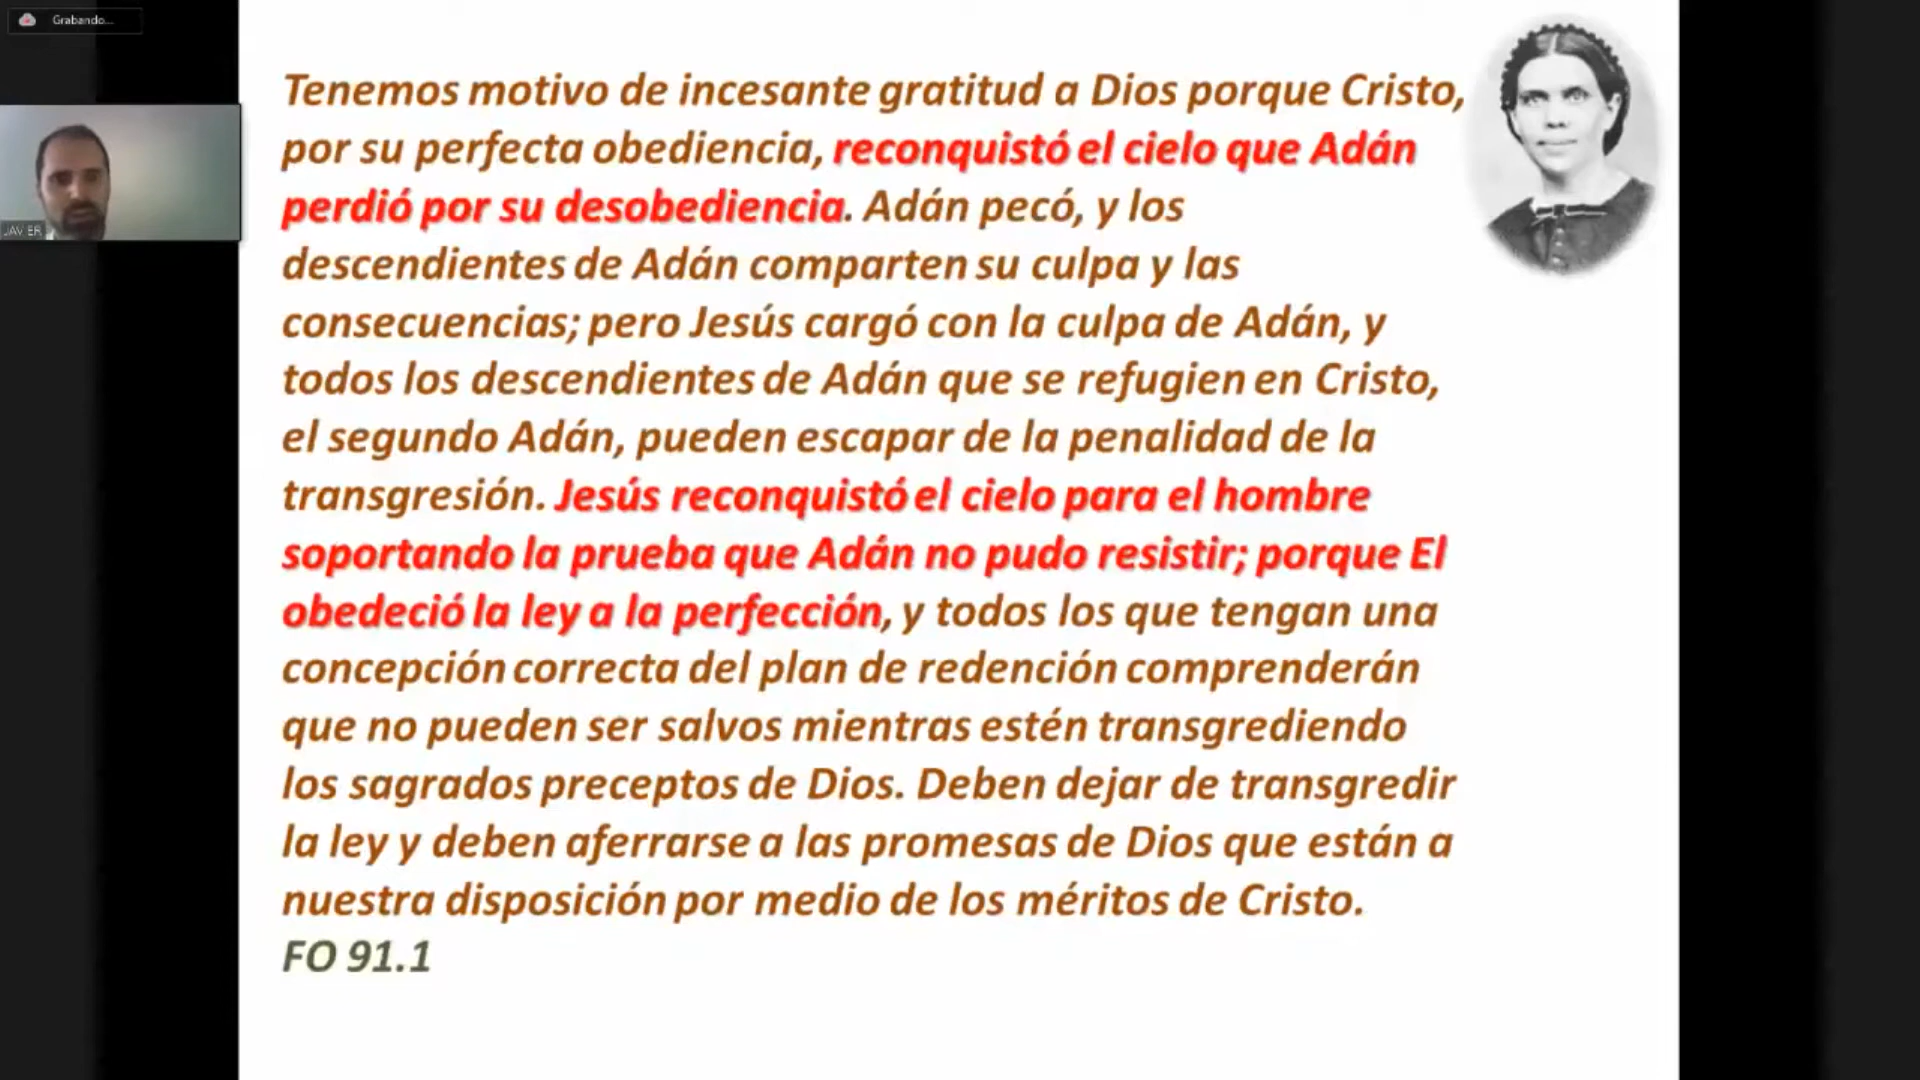 Grabando...
JAVIER
Tenemos motivo de incesante gratitud a Dios porque Cristo,
por su perfecta obediencia, reconquistó el cielo que Adán
perdió por su desobediencia. Adán pecó, y los
descendientes de Adán comparten su culpa y las
consecuencias; pero Jesús cargó con la culpa de Adán, y
todos los descendientes de Adán que se refugien en Cristo,
el segundo Adán, pueden escapar de la penalidad de la
transgresión. Jesús reconquistó el cielo para el hombre
soportando la prueba que Adán no pudo resistir; porque El
obedeció la ley a la perfección, y todos los que tengan una
concepción correcta del plan de redención comprenderán
que no pueden ser salvos mientras estén transgrediendo
los sagrados preceptos de Dios. Deben dejar de transgredir
la ley y deben aferrarse a las promesas de Dios que están a
nuestra disposición por medio de los méritos de Cristo.
FO 91.1